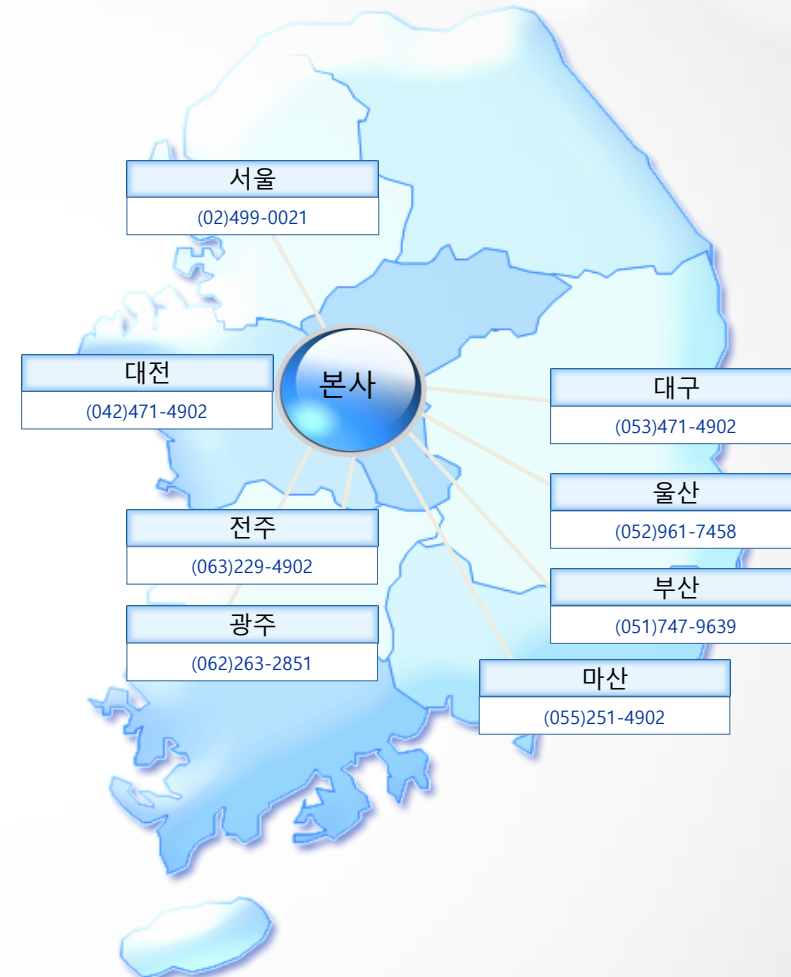 서울
(02)499-0021
본사
대전
(042)471-4902
대구
(053)471-4902
울산
(052)961-7458
전주
(063)229-4902
부산
(051)747-9639
광주
(062)263-2851
마산
(055)251-4902